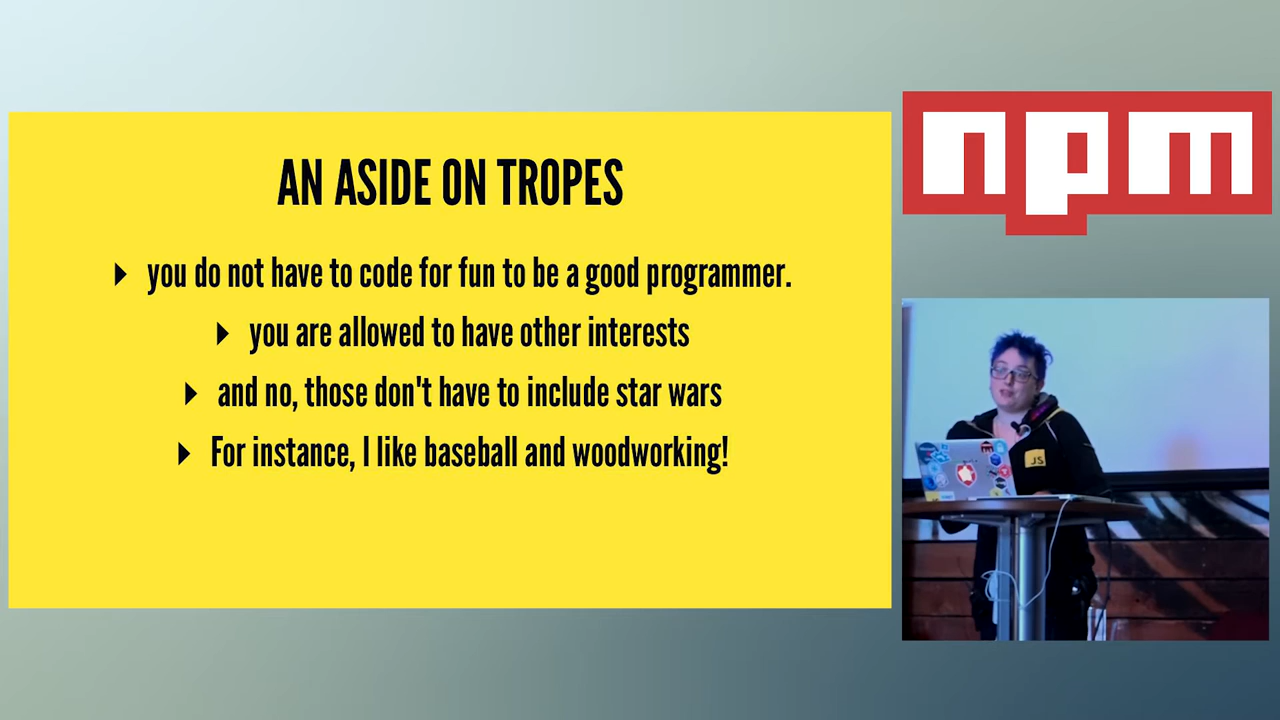 AN ASIDE ON TROPES
you do not have to code for fun to be a good programmer.
you are allowed to have other interests
and no, those don't have to include star wars
For instance, I like baseball and woodworking!
npm
JS